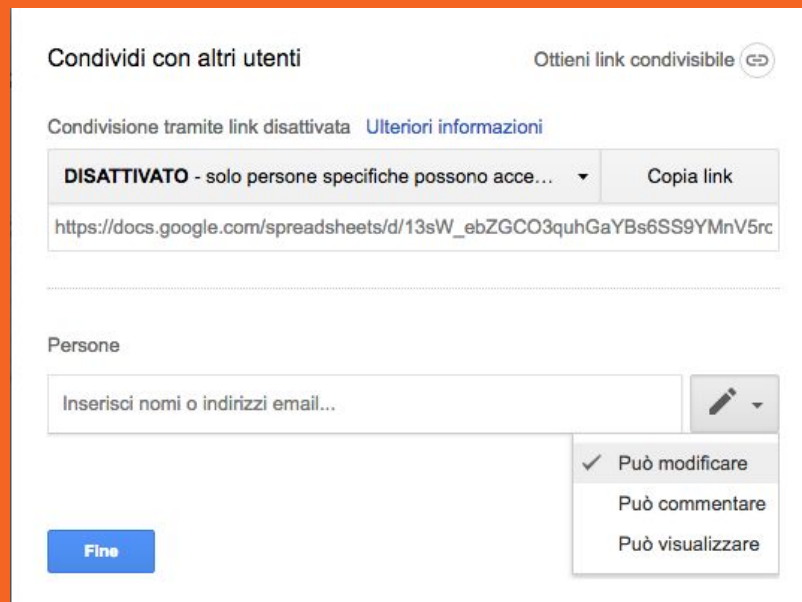 Condividi con altri utenti
Ottieni link condivisibile
Condivisione tramite link disattivata Ulteriori informazioni
DISATTIVATO - solo persone specifiche possono acce...
Copia link
https://docs.google.com/spreadsheets/d/13sW_ebZGCO3quhGaYBs6SS9YMnV5rc
Persone
Inserisci nomi o indirizzi email...
Può modificare
Può commentare
Può visualizzare
Fine